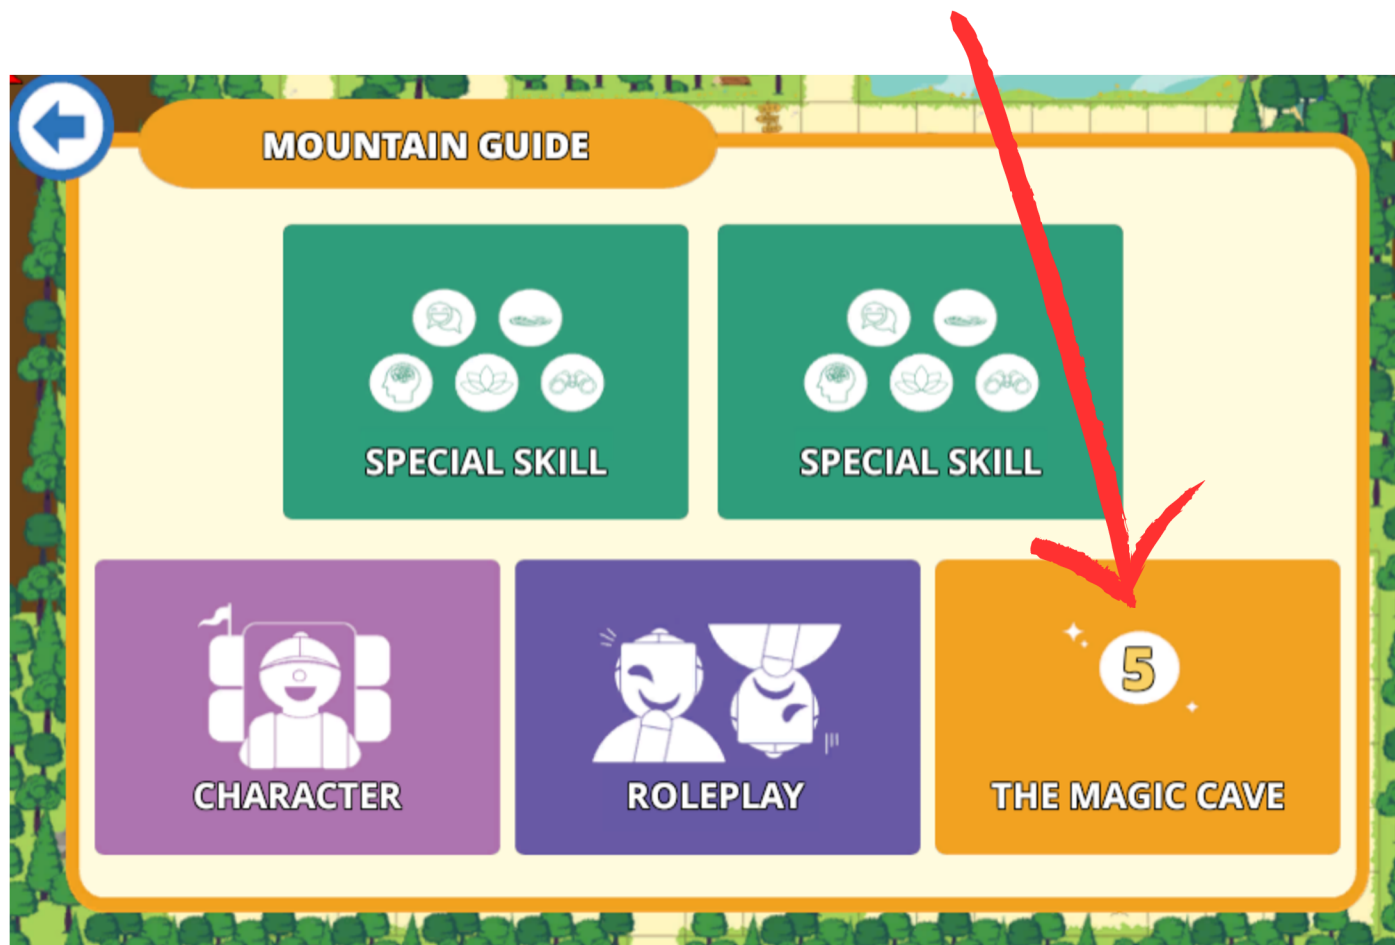 MOUNTAIN GUIDE
SPECIAL SKILL
SPECIAL SKILL
CHARACTER
ROLEPLAY
5
THE MAGIC CAVE